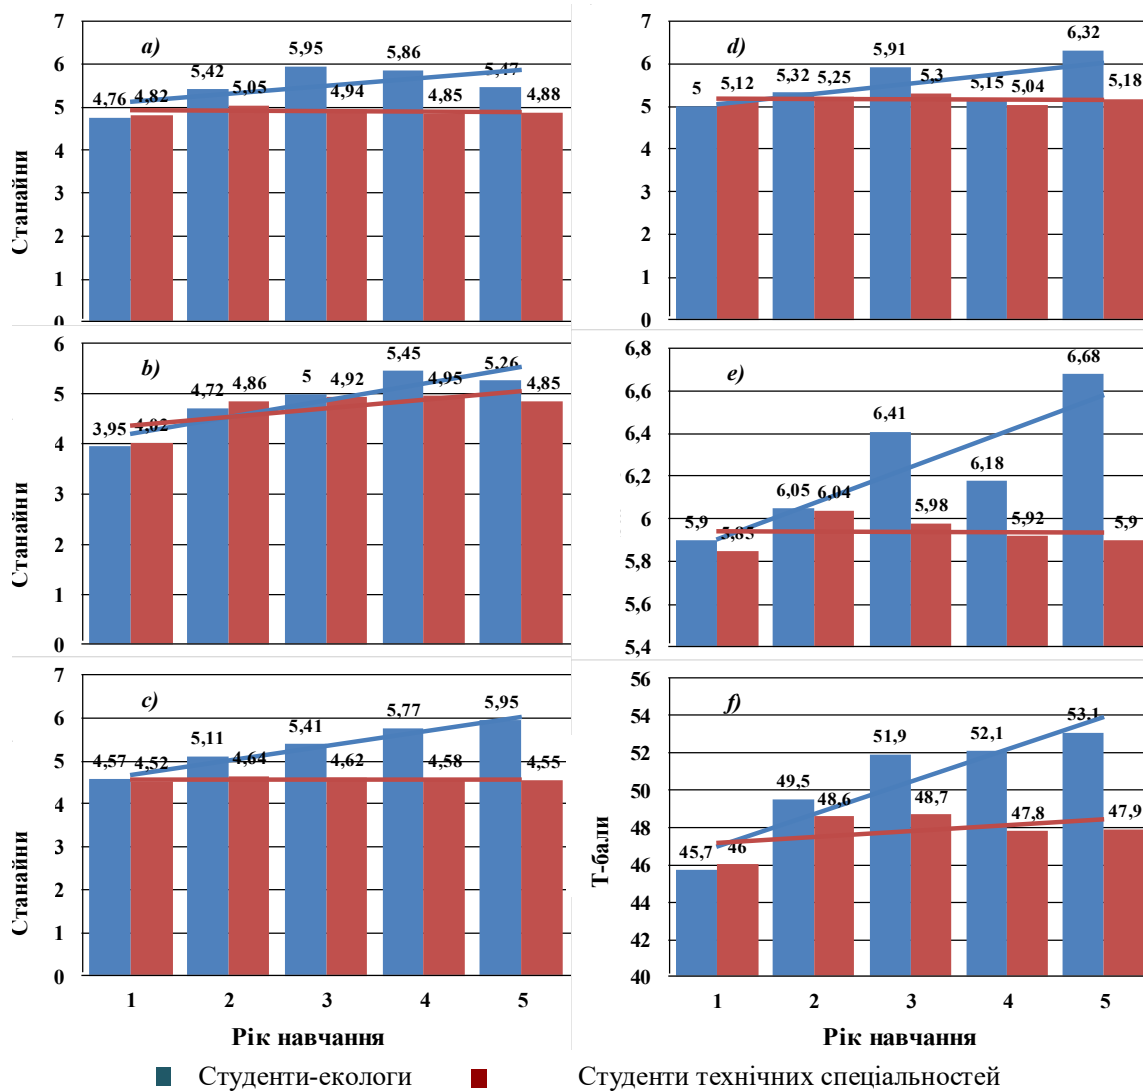 a)
7
6
5
4
3
2
1
0
4,76 4,82 5,42 5,05 5,95 4,94 5,86 4,85 5,47 4,88
Станайни
d)
7
6
5
4
3
2
1
0
5 5,12 5,32 5,25 5,91 5,3 5,15 5,04 6,32 5,18
b)
6
5
4
3
2
1
0
3,95 4,02 4,72 4,86 5 4,92 5,45 4,95 5,26 4,85
Станайни
e)
6,8
6,6
6,4
6,2
6
5,8
5,6
5,4
5,9 5,85 6,05 6,04 6,41 5,98 6,18 5,92 6,68 5,9
c)
7
6
5
4
3
2
1
0
4,57 4,52 5,11 4,64 5,41 4,62 5,77 4,58 5,95 4,55
Станайни
1 2 3 4 5
Рік навчання
f)
56
54
52
50
48
46
44
42
40
45,7 46 49,5 48,6 51,9 48,7 52,1 47,8 53,1 47,9
Т-бали
1 2 3 4 5
Рік навчання
Студенти-екологи Студенти технічних спеціальностей